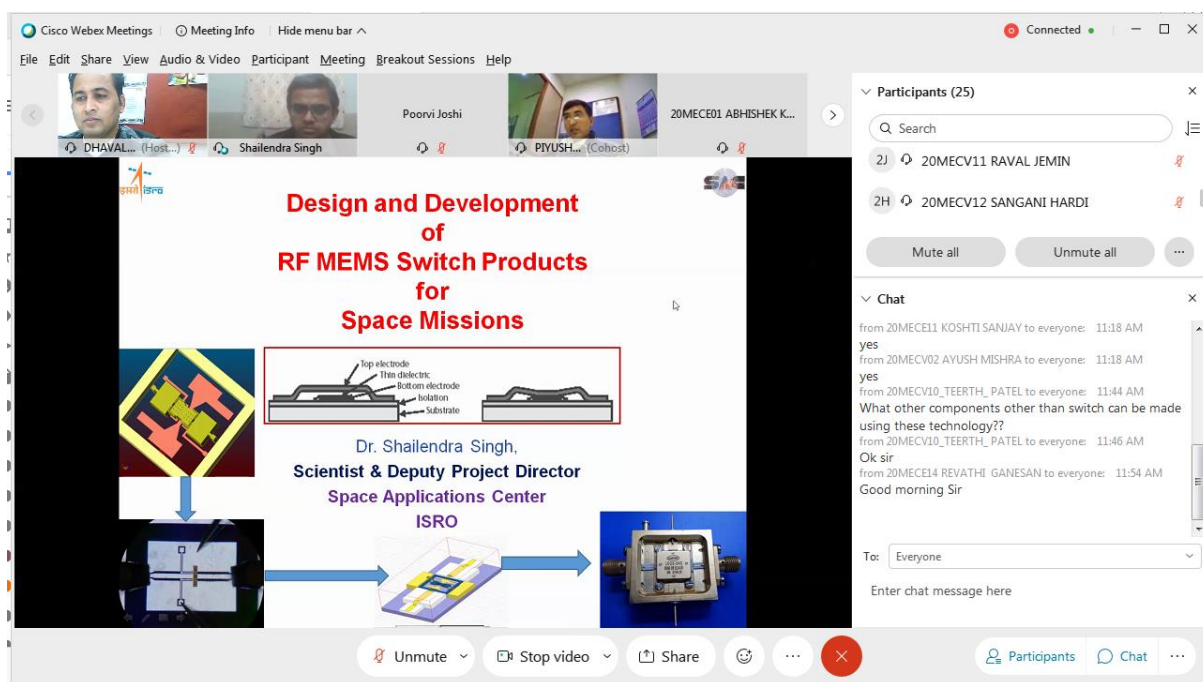 Cisco Webex Meetings
Meeting Info
Hide menu bar
Connected
File Edit Share View Audio & Video Participant Meeting Breakout Sessions Help
DHAVAL... (Host...)
Shailendra Singh
Poorvi Joshi
PIYUSH... (Cohost)
20MECE01 ABHISHEK K...
इसरो isro
SAC
Design and Development
of
RF MEMS Switch Products
for
Space Missions
Top electrode
Thin dielectric
Bottom electrode
Isolation
Substrate
Dr. Shailendra Singh,
Scientist & Deputy Project Director
Space Applications Center
ISRO
Participants (25)
Search
2J 20MECV11 RAVAL JEMIN
2H 20MECV12 SANGANI HARDI
Mute all
Unmute all
...
Chat
from 20MECE11 KOSHTI SANJAY to everyone: 11:18 AM
yes
from 20MECV02 AYUSH MISHRA to everyone: 11:18 AM
yes
from 20MECV10_TEERTH_ PATEL to everyone: 11:44 AM
What other components other than switch can be made
using these technology??
from 20MECV10_TEERTH_ PATEL to everyone: 11:46 AM
Ok sir
from 20MECE14 REVATHI GANESAN to everyone: 11:54 AM
Good morning Sir
To: Everyone
Enter chat message here
Unmute
Stop video
Share
...
Participants
Chat
...